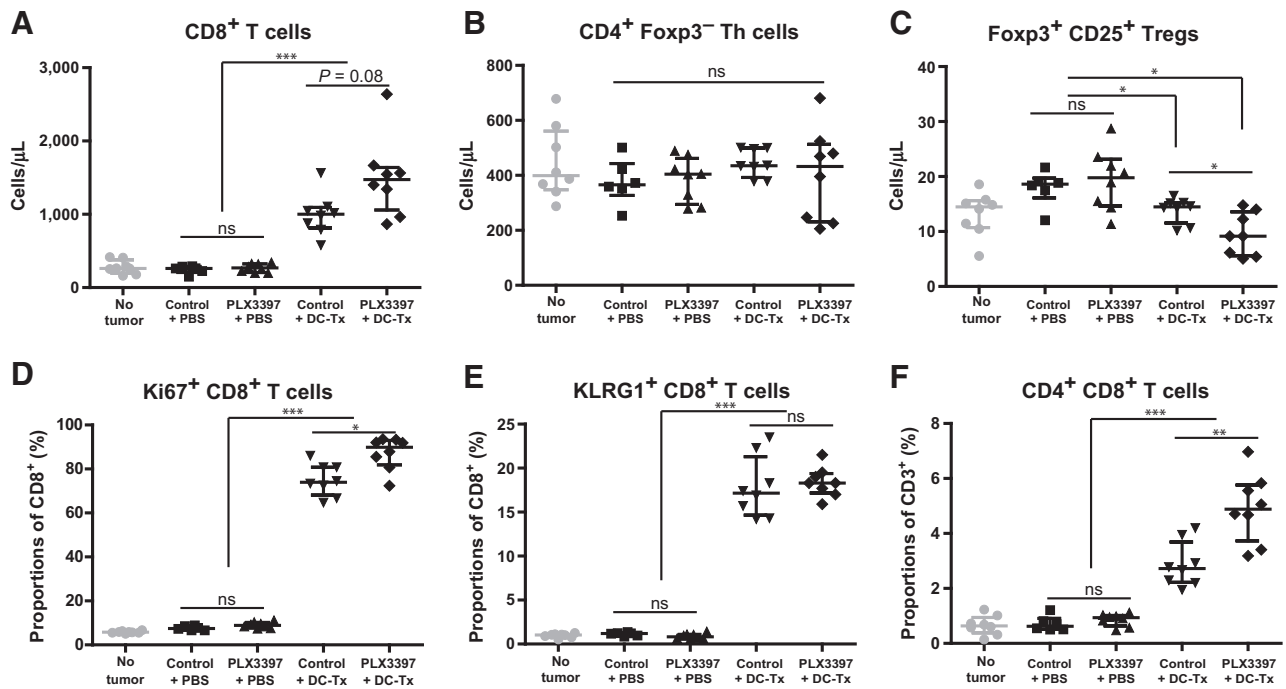 A
CD8⁺ T cells
***
P = 0.08
ns
3,000
2,000
1,000
0
Cells/μL
No
tumor
Control
+ PBS
PLX3397
+ PBS
Control
+ DC-Tx
PLX3397
+ DC-Tx
B
CD4⁺ Foxp3⁻ Th cells
ns
800
600
400
200
0
Cells/μL
No
tumor
Control
+ PBS
PLX3397
+ PBS
Control
+ DC-Tx
PLX3397
+ DC-Tx
C
Foxp3⁺ CD25⁺ Tregs
*
*
ns
*
40
30
20
10
0
Cells/μL
No
tumor
Control
+ PBS
PLX3397
+ PBS
Control
+ DC-Tx
PLX3397
+ DC-Tx
D
Ki67⁺ CD8⁺ T cells
***
*
ns
100
80
60
40
20
0
Proportions of CD8⁺ (%)
No
tumor
Control
+ PBS
PLX3397
+ PBS
Control
+ DC-Tx
PLX3397
+ DC-Tx
E
KLRG1⁺ CD8⁺ T cells
***
ns
ns
25
20
15
10
5
0
Proportions of CD8⁺ (%)
No
tumor
Control
+ PBS
PLX3397
+ PBS
Control
+ DC-Tx
PLX3397
+ DC-Tx
F
CD4⁺ CD8⁺ T cells
***
**
ns
8
6
4
2
0
Proportions of CD3⁺ (%)
No
tumor
Control
+ PBS
PLX3397
+ PBS
Control
+ DC-Tx
PLX3397
+ DC-Tx